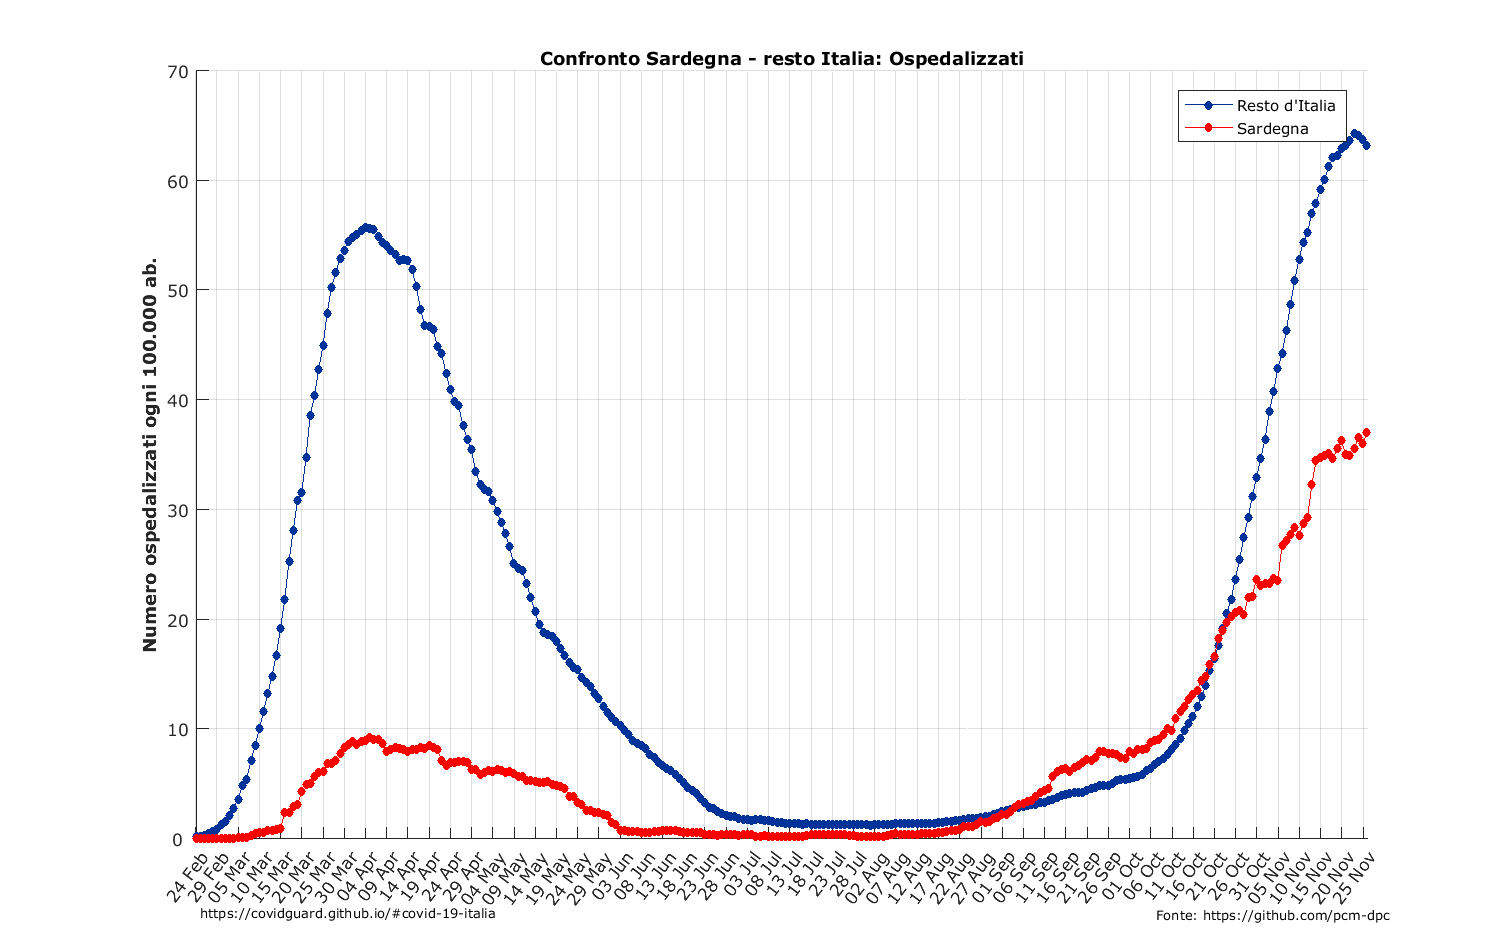 Confronto Sardegna - resto Italia: Ospedalizzati
Numero ospedalizzati ogni 100.000 ab.
70
60
50
40
30
20
10
0
Resto d'Italia
Sardegna
24 Feb
29 Feb
05 Mar
10 Mar
15 Mar
20 Mar
25 Mar
30 Mar
04 Apr
09 Apr
14 Apr
19 Apr
24 Apr
29 Apr
04 May
09 May
14 May
19 May
24 May
29 May
03 Jun
08 Jun
13 Jun
18 Jun
23 Jun
28 Jun
03 Jul
08 Jul
13 Jul
18 Jul
23 Jul
28 Jul
02 Aug
07 Aug
12 Aug
17 Aug
22 Aug
27 Aug
01 Sep
06 Sep
11 Sep
16 Sep
21 Sep
26 Sep
01 Oct
06 Oct
11 Oct
16 Oct
21 Oct
26 Oct
31 Oct
05 Nov
10 Nov
15 Nov
20 Nov
25 Nov
https://covidguard.github.io/#covid-19-italia
Fonte: https://github.com/pcm-dpc